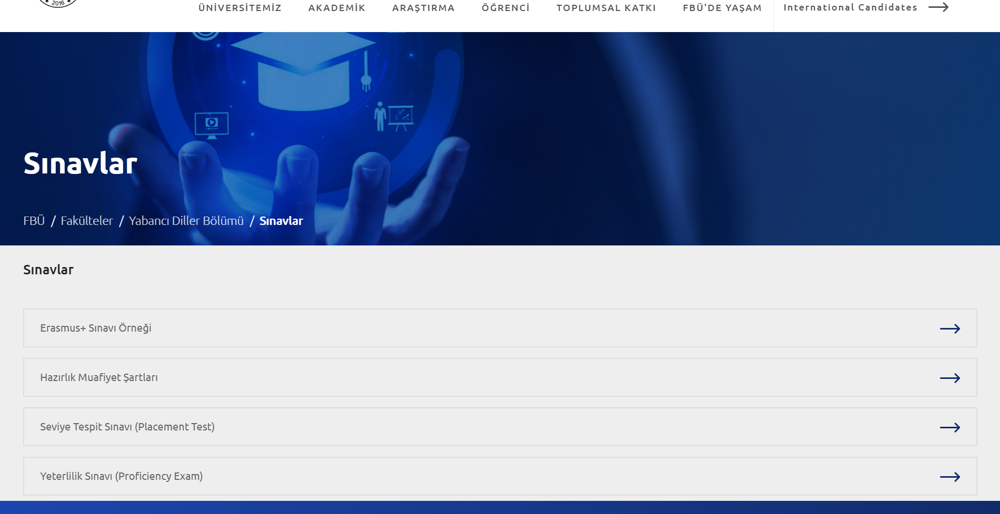 2016
ÜNİVERSİTEMİZ AKADEMİK ARAŞTIRMA ÖĞRENCİ TOPLUMSAL KATKI FBÜ'DE YAŞAM International Candidates
Sınavlar
FBÜ / Fakülteler / Yabancı Diller Bölümü / Sınavlar
Sınavlar
Erasmus+ Sınavı Örneği
Hazırlık Muafiyet Şartları
Seviye Tespit Sınavı (Placement Test)
Yeterlilik Sınavı (Proficiency Exam)